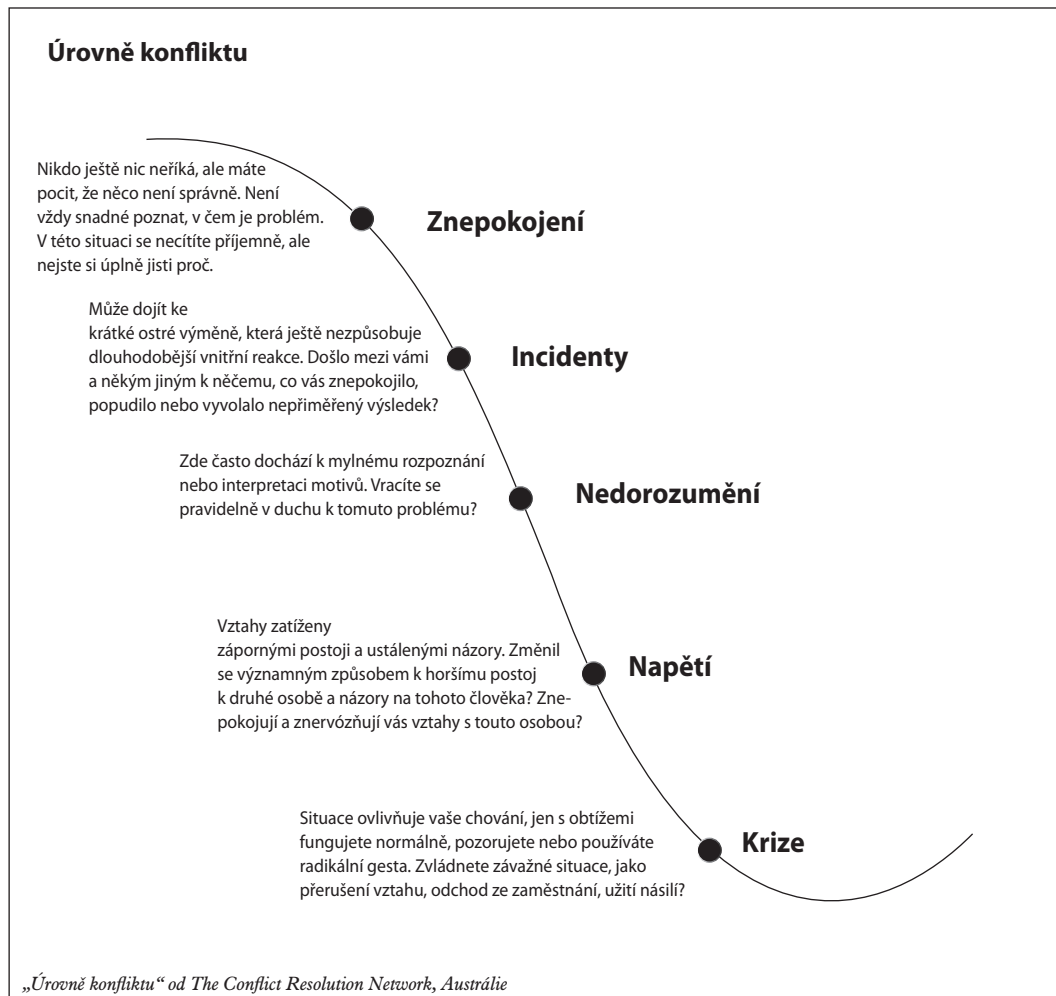 Úrovně konfliktu
Nikdo ještě nic neříká, ale máte
pocit, že něco není správně. Není
vždy snadné poznat, v čem je problém.
V této situaci se necítíte příjemně, ale
nejste si úplně jisti proč.
Znepokojení
Může dojít ke
krátké ostré výměně, která ještě nezpůsobuje
dlouhodobější vnitřní reakce. Došlo mezi vámi
a někým jiným k něčemu, co vás znepokojilo,
popudilo nebo vyvolalo nepřiměřený výsledek?
Incidenty
Zde často dochází k mylnému rozpoznání
nebo interpretaci motivů. Vracíte se
pravidelně v duchu k tomuto problému?
Nedorozumění
Vztahy zatíženy
zápornými postoji a ustálenými názory. Změnil
se významným způsobem k horšímu postoj
k druhé osobě a názory na tohoto člověka? Zne-
pokojují a znervózňují vás vztahy s touto osobou?
Napětí
Situace ovlivňuje vaše chování, jen s obtížemi
fungujete normálně, pozorujete nebo používáte
radikální gesta. Zvládnete závažné situace, jako
přerušení vztahu, odchod ze zaměstnání, užití násilí?
Krize
„Úrovně konfliktu“ od The Conflict Resolution Network, Austrálie